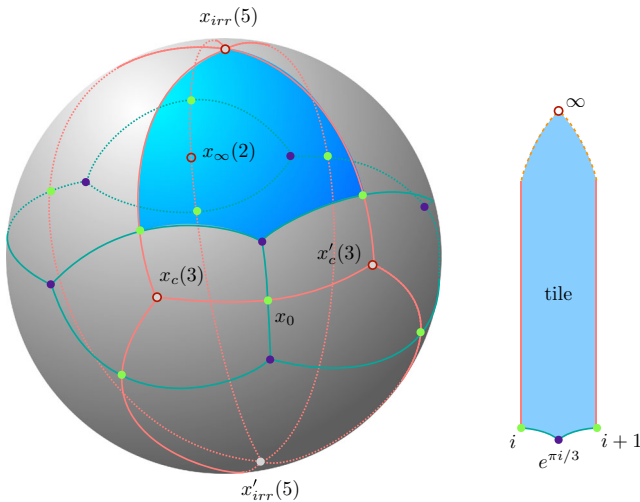 x_{irr}(5)
∞
x_∞(2)
x'_c(3)
x_c(3)
tile
x_0
i
i + 1
e^{πi/3}
x'_{irr}(5)